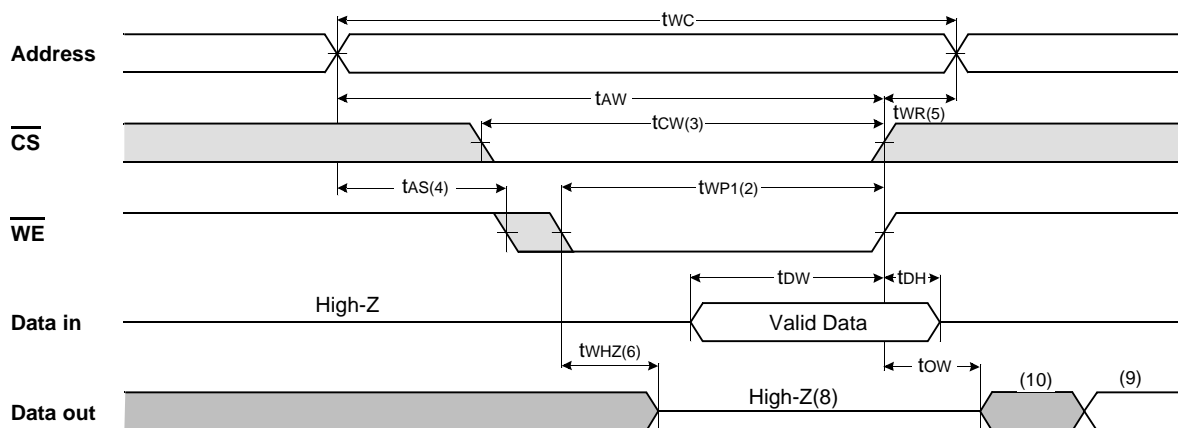 tWC
Address
tAW
tWR(5)
tCW(3)
CS
tAS(4)
tWP1(2)
WE
tDW
tDH
High-Z
Data in
Valid Data
tWHZ(6)
tOW
(10)
(9)
High-Z(8)
Data out